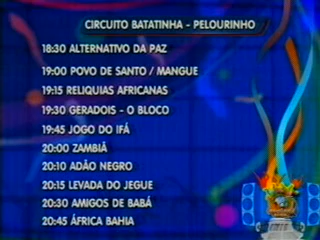 CIRCUITO BATATINHA - PELOURINHO
18:30 ALTERNATIVO DA PAZ
19:00 POVO DE SANTO / MANGUE
19:15 RELIQUIAS AFRICANAS
19:30 GERADOIS - O BLOCO
19:45 JOGO DO IFÁ
20:00 ZAMBIÁ
20:10 ADÃO NEGRO
20:15 LEVADA DO JEGUE
20:30 AMIGOS DE BABÁ
20:45 ÁFRICA BAHIA